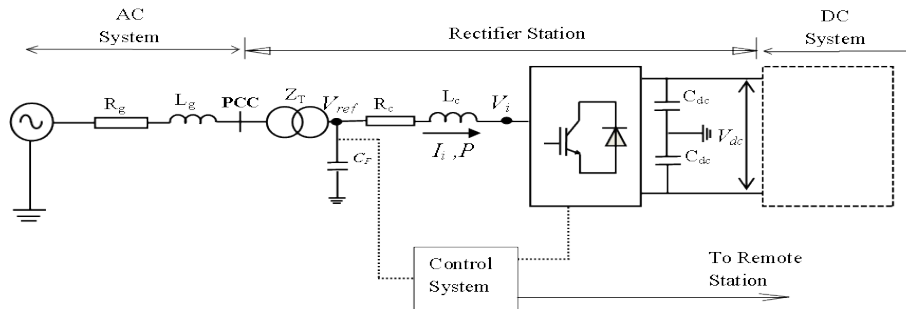 AC
System
Rectifier Station
DC
System
R_g
L_g
PCC
Z_T
V_ref
R_c
L_c
V_i
I_i , P
C_F
C_dc
C_dc
V_dc
Control
System
To Remote
Station